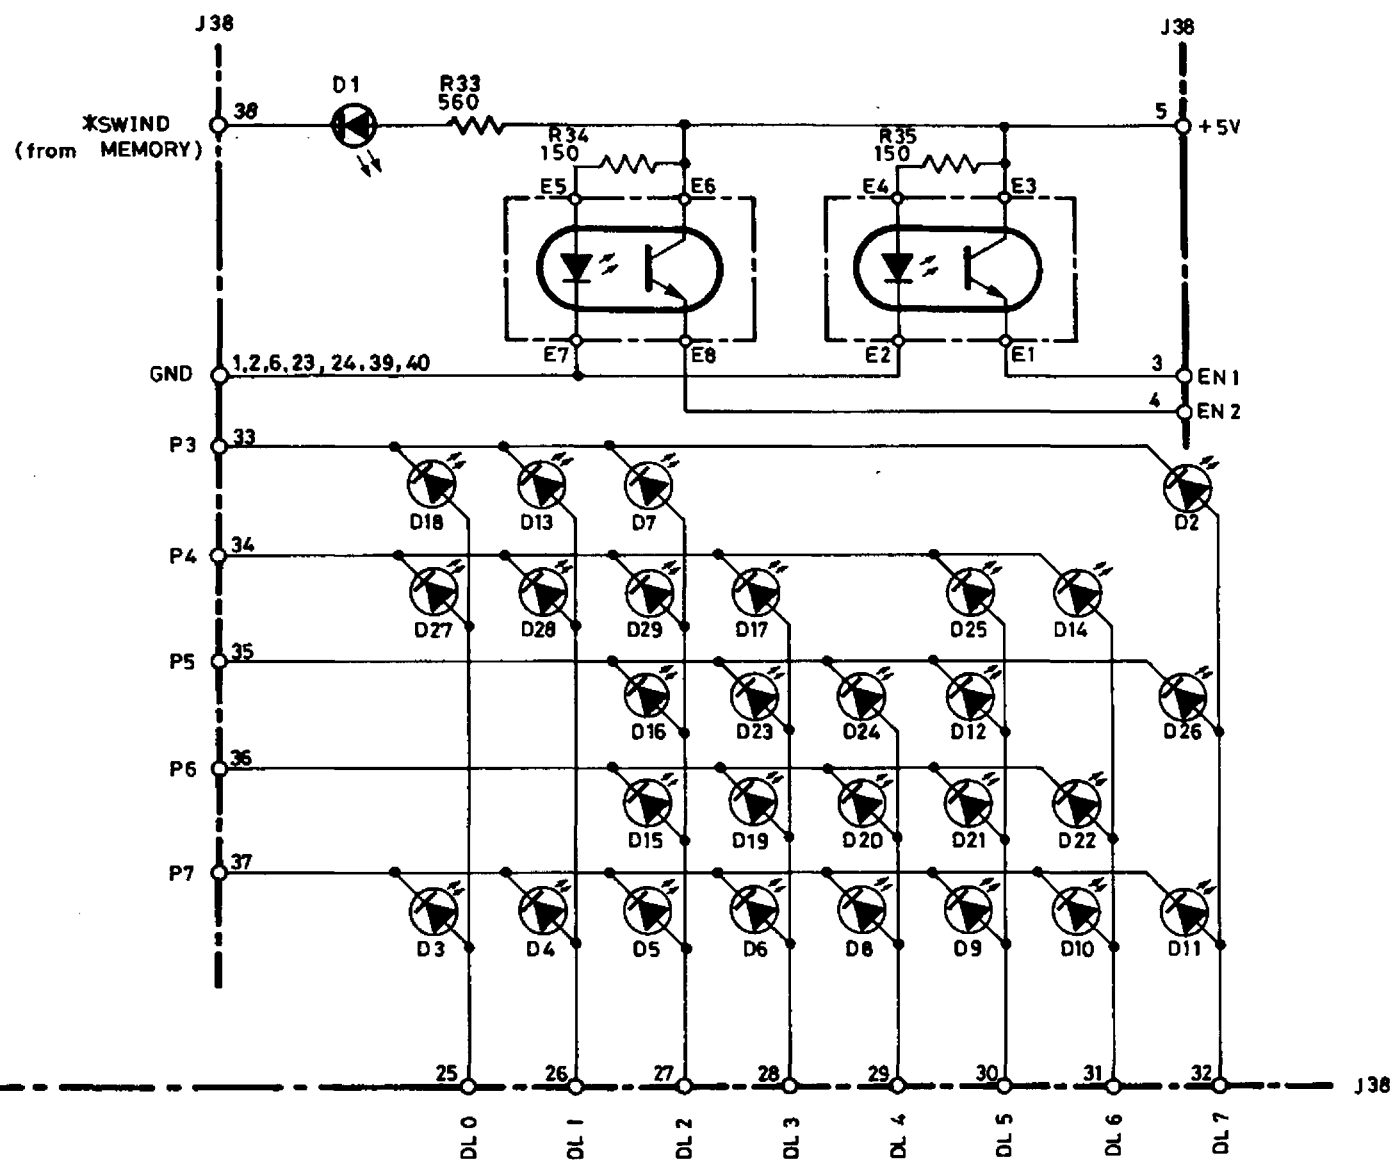 J38
J38
D1
R33
560
38
*SWIND
(from MEMORY)
5
+5V
R34
150
R35
150
E5
E6
E4
E3
E7
E8
E2
E1
GND
1,2,6,23,24.39,40
3
EN1
4
EN2
P3
33
D18
D13
D7
D2
P4
34
D27
D28
D29
D17
D25
D14
P5
35
D16
D23
D24
D12
D26
P6
36
D15
D19
D20
D21
D22
P7
37
D3
D4
D5
D6
D8
D9
D10
D11
25
26
27
28
29
30
31
32
J38
DL0
DL1
DL2
DL3
DL4
DL5
DL6
DL7